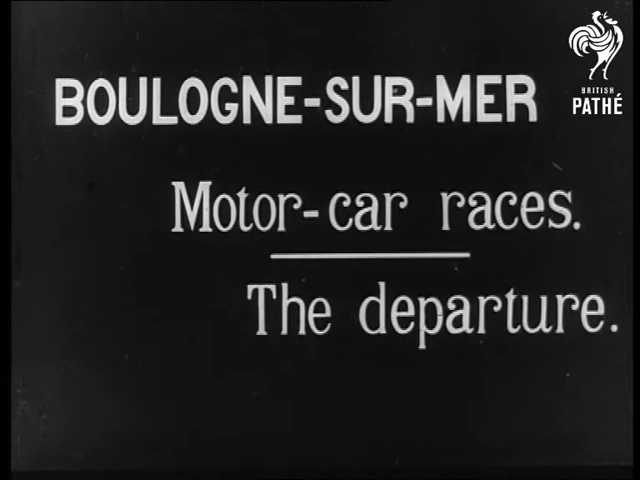 BOULOGNE-SUR-MER
Motor-car races.
The departure.
BRITISH
PATHÉ